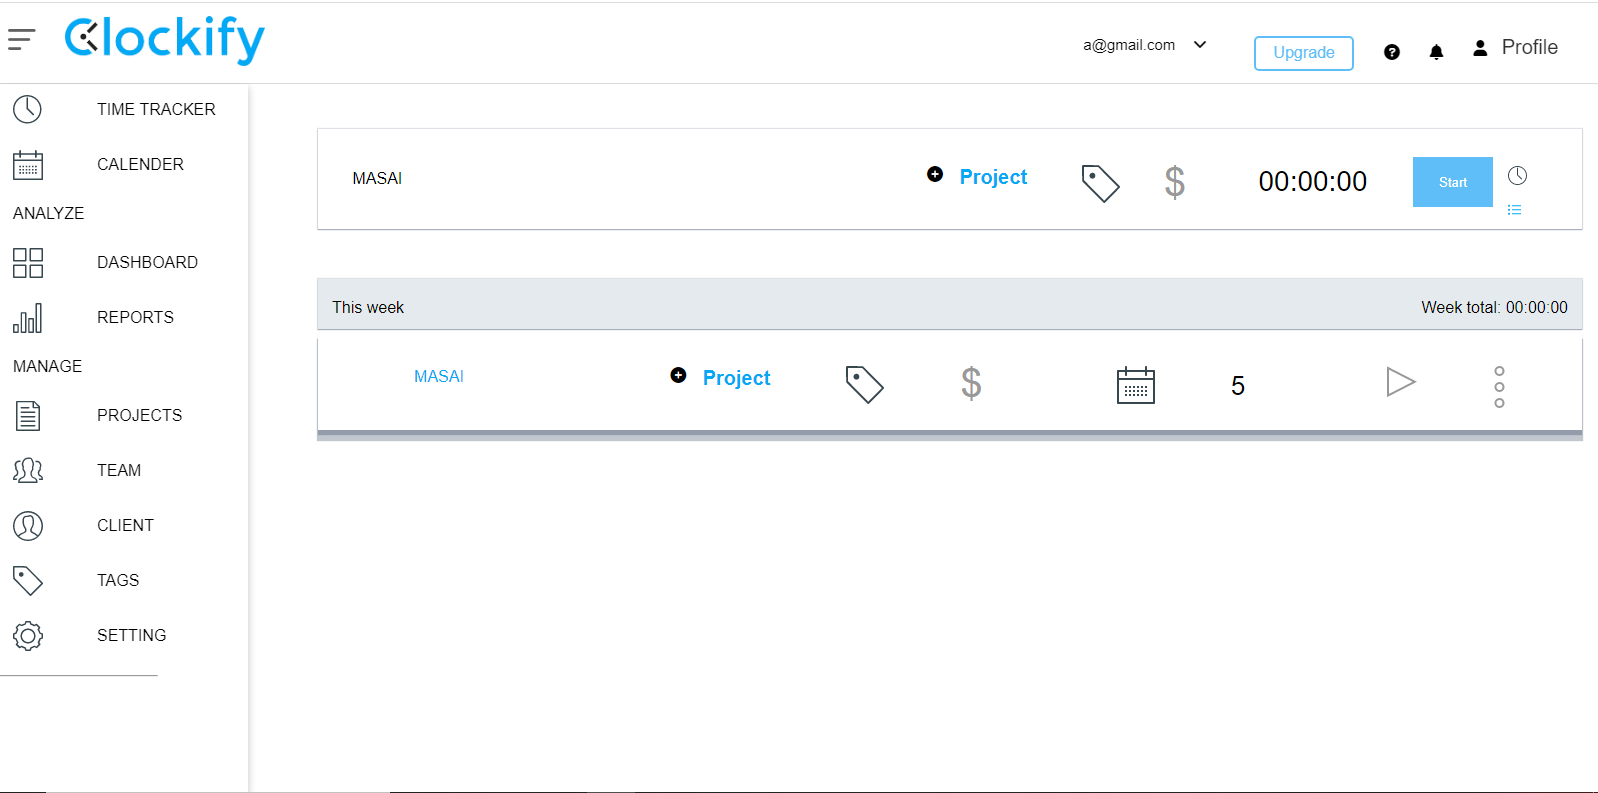 Clockify
a@gmail.com
Upgrade
Profile
TIME TRACKER
CALENDER
ANALYZE
DASHBOARD
REPORTS
MANAGE
PROJECTS
TEAM
CLIENT
TAGS
SETTING
MASAI
Project
$
00:00:00
Start
This week
Week total: 00:00:00
MASAI
Project
$
5